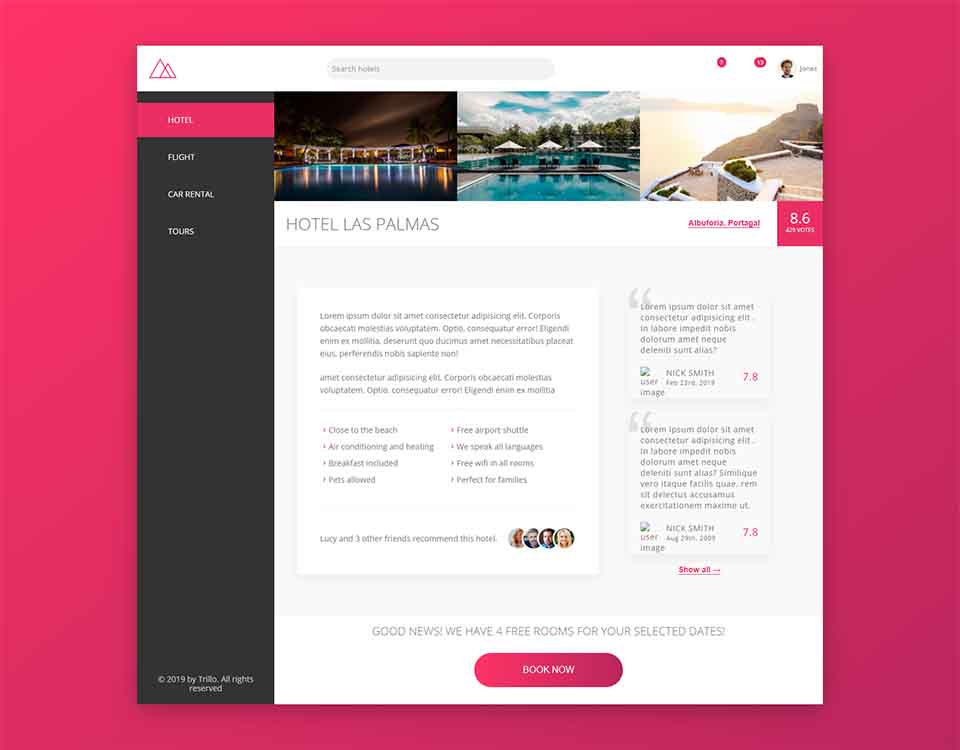 Search hotels
7
13
Jones
HOTEL
FLIGHT
CAR RENTAL
TOURS
© 2019 by Trillo. All rights
reserved
HOTEL LAS PALMAS
Albuforia, Portagal
8.6
429 VOTES
Lorem ipsum dolor sit amet consectetur adipisicing elit. Corporis
obcaecati molestias voluptatem. Optio, consequatur error! Eligendi
enim ex mollitia, deserunt quo ducimus amet necessitatibus placeat
eius, perferendis nobis sapiente non!
amet consectetur adipisicing elit. Corporis obcaecati molestias
voluptatem. Optio, consequatur error! Eligendi enim ex mollitia
Close to the beach
Free airport shuttle
Air conditioning and heating
We speak all languages
Breakfast included
Free wifi in all rooms
Pets allowed
Perfect for families
Lucy and 3 other friends recommend this hotel.
“
Lorem ipsum dolor sit amet
consectetur adipisicing elit .
In labore impedit nobis
dolorum amet neque
deleniti sunt alias?
user
image
NICK SMITH
Feb 23rd, 2019
7.8
“
Lorem ipsum dolor sit amet
consectetur adipisicing elit .
In labore impedit nobis
dolorum amet neque
deleniti sunt alias? Similique
vero itaque facilis quae, rem
sit delectus accusamus
exercitationem maxime ut.
user
image
NICK SMITH
Aug 29th, 2009
7.8
Show all →
GOOD NEWS! WE HAVE 4 FREE ROOMS FOR YOUR SELECTED DATES!
BOOK NOW